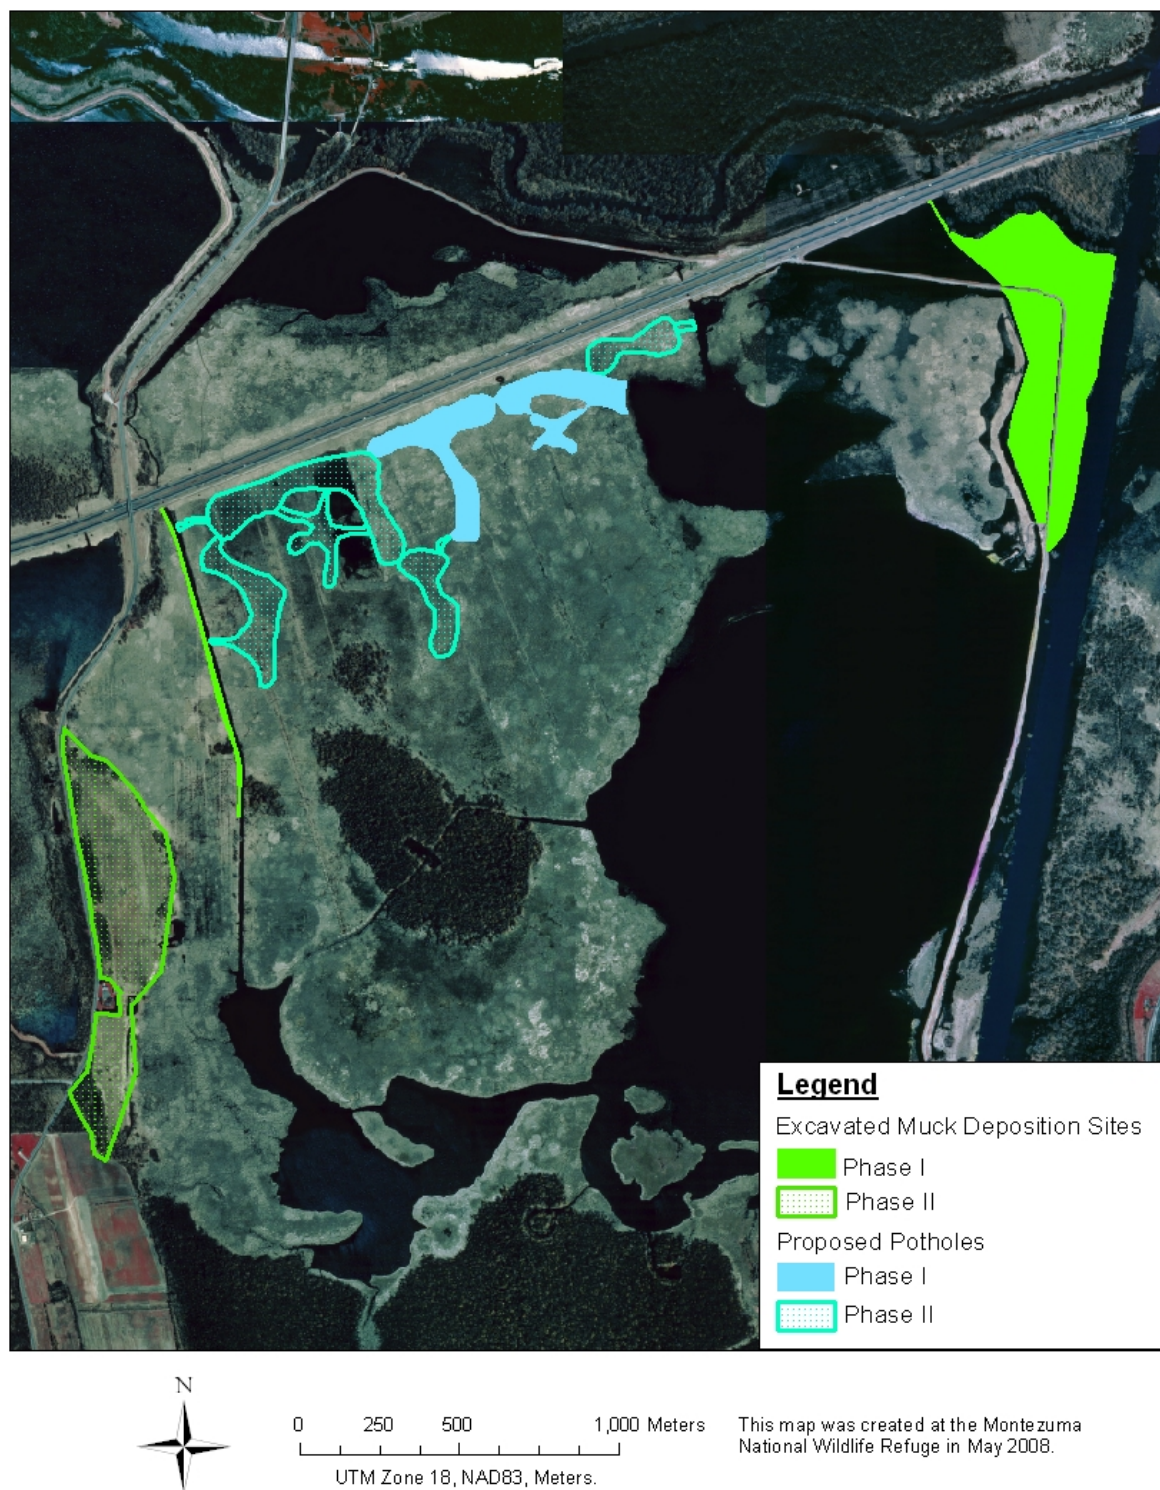 Legend
Excavated Muck Deposition Sites
Phase I
Phase II
Proposed Potholes
Phase I
Phase II
N
0 250 500 1,000 Meters
UTM Zone 18, NAD83, Meters.
This map was created at the Montezuma
National Wildlife Refuge in May 2008.